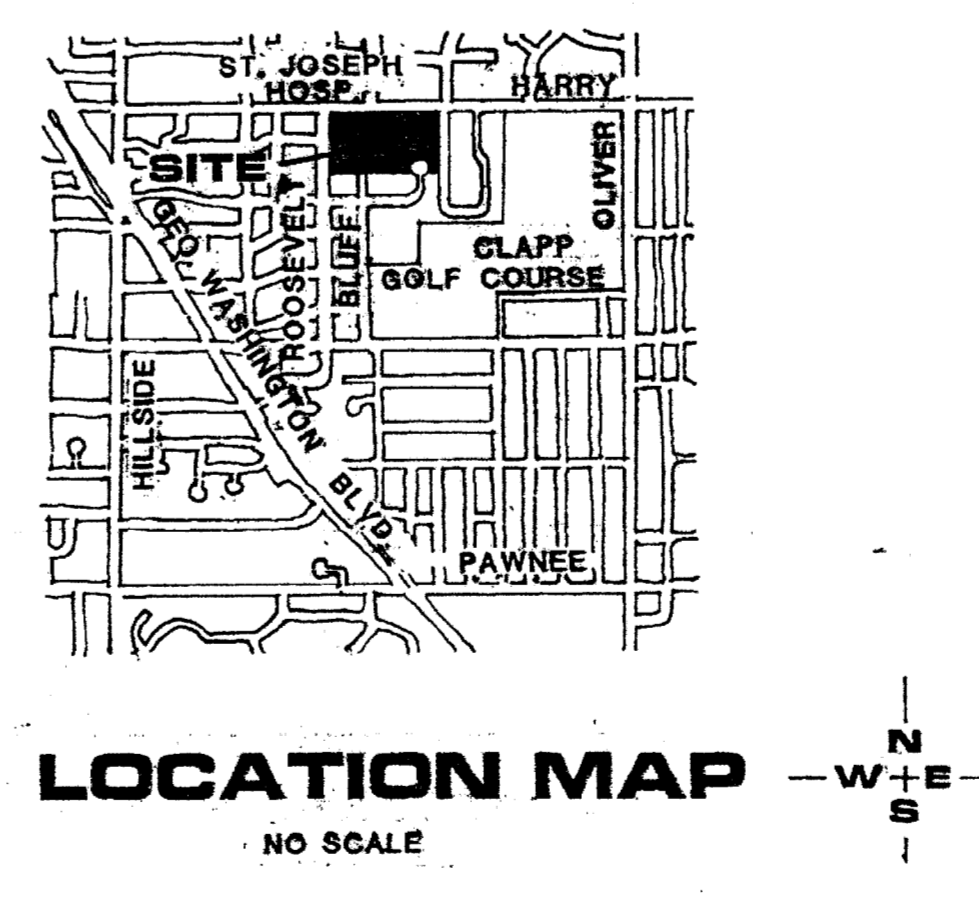 ST. JOSEPH
HOSP.
HARRY
SITE
OLIVER
GEO. WASHINGTON BLVD.
ROOSEVELT
BLUFF
CLAPP
GOLF COURSE
HILLSIDE
PAWNEE
LOCATION MAP
NO SCALE
N
W E
S